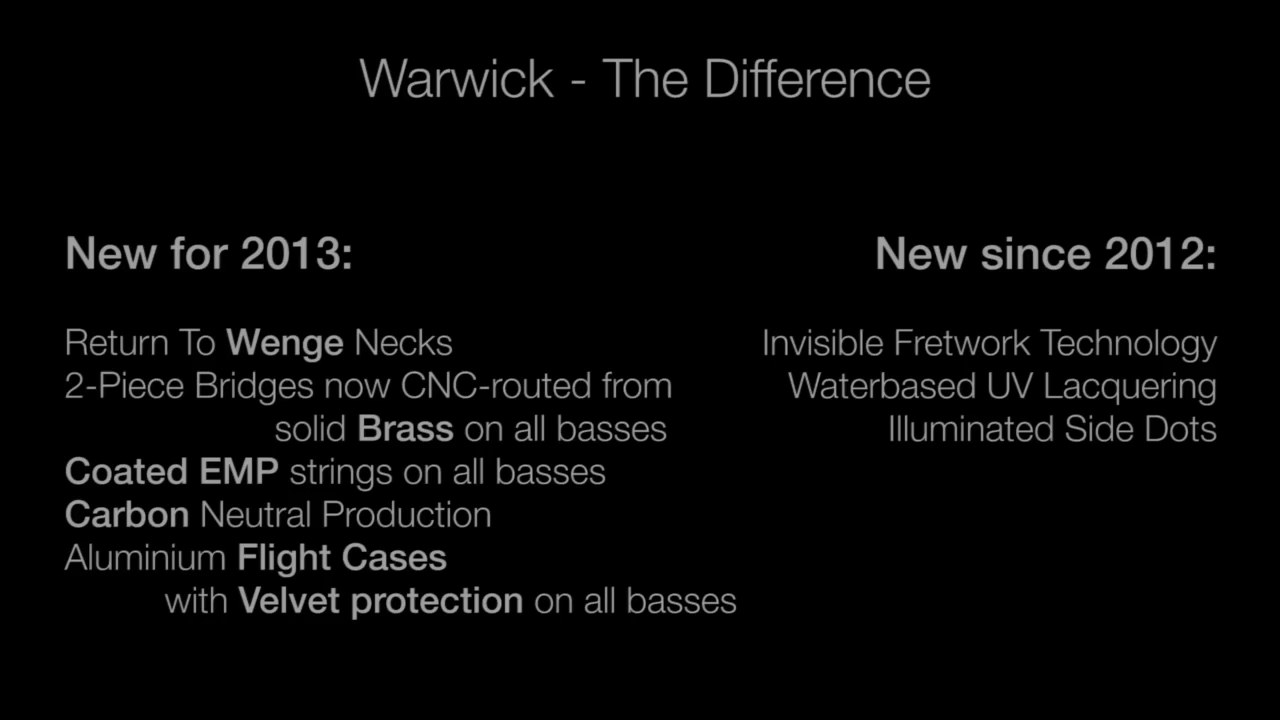 Warwick - The Difference
New for 2013:
Return To Wenge Necks
2-Piece Bridges now CNC-routed from
solid Brass on all basses
Coated EMP strings on all basses
Carbon Neutral Production
Aluminium Flight Cases
with Velvet protection on all basses
New since 2012:
Invisible Fretwork Technology
Waterbased UV Lacquering
Illuminated Side Dots